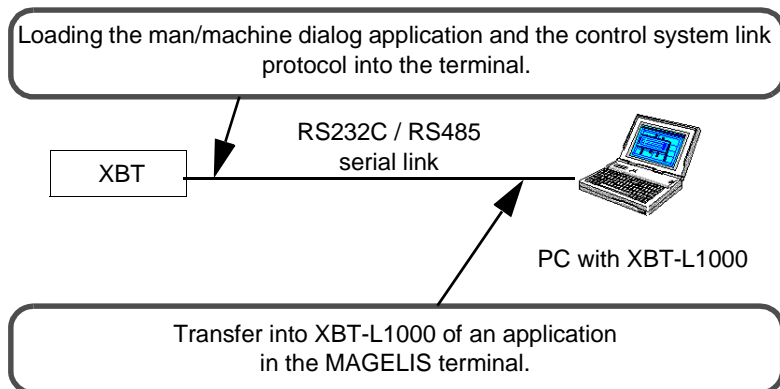 Loading the man/machine dialog application and the control system link
protocol into the terminal.
RS232C / RS485
serial link
XBT
PC with XBT-L1000
Transfer into XBT-L1000 of an application
in the MAGELIS terminal.